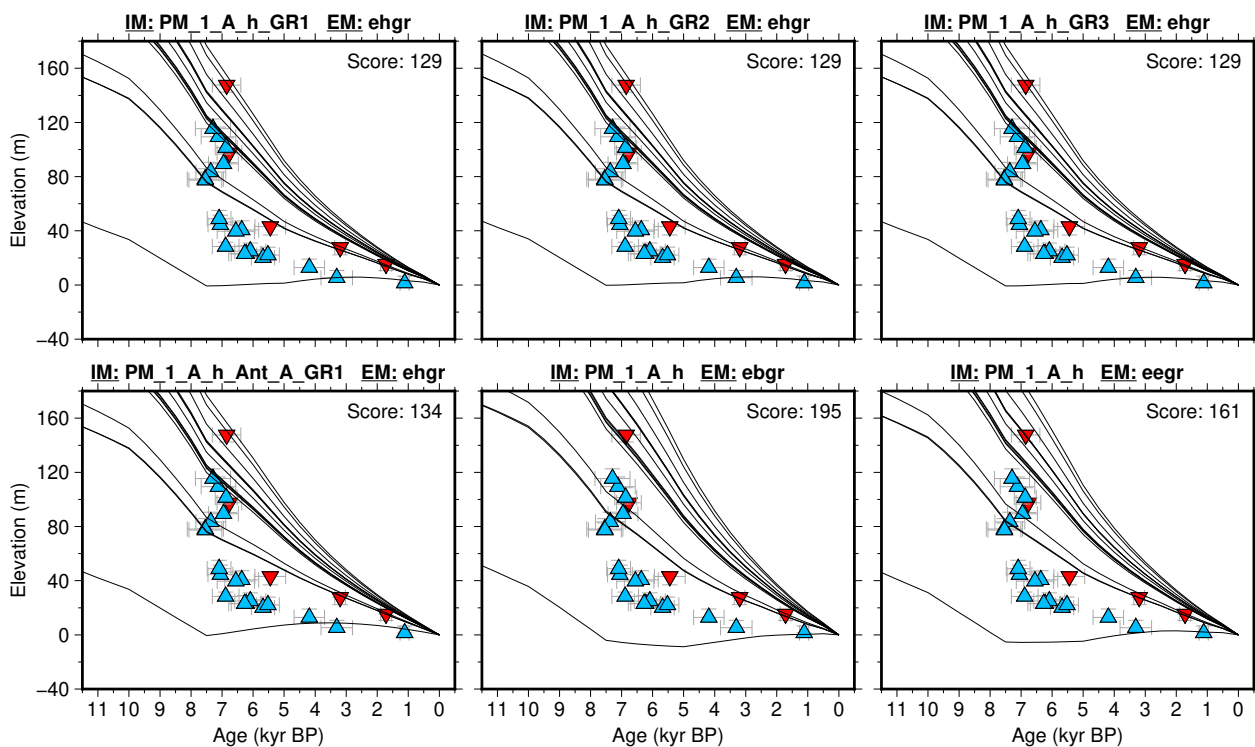 IM: PM_1_A_h_GR1 EM: ehgr
IM: PM_1_A_h_GR2 EM: ehgr
IM: PM_1_A_h_GR3 EM: ehgr
Score: 129
Score: 129
Score: 129
160
120
80
40
0
−40
Elevation (m)
IM: PM_1_A_h_Ant_A_GR1 EM: ehgr
IM: PM_1_A_h EM: ebgr
IM: PM_1_A_h EM: eegr
Score: 134
Score: 195
Score: 161
160
120
80
40
0
−40
Elevation (m)
11 10 9 8 7 6 5 4 3 2 1 0
11 10 9 8 7 6 5 4 3 2 1 0
11 10 9 8 7 6 5 4 3 2 1 0
Age (kyr BP)
Age (kyr BP)
Age (kyr BP)